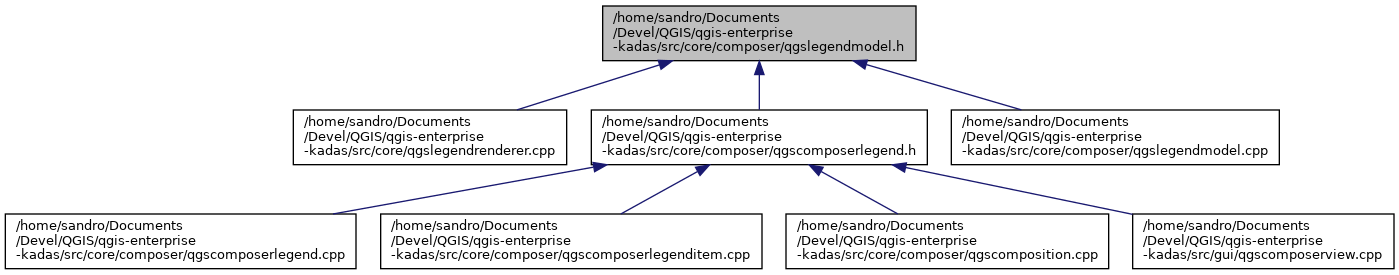 /home/sandro/Documents
/Devel/QGIS/qgis-enterprise
-kadas/src/core/composer/qgslegendmodel.h
/home/sandro/Documents
/Devel/QGIS/qgis-enterprise
-kadas/src/core/qgslegendrenderer.cpp
/home/sandro/Documents
/Devel/QGIS/qgis-enterprise
-kadas/src/core/composer/qgscomposerlegend.h
/home/sandro/Documents
/Devel/QGIS/qgis-enterprise
-kadas/src/core/composer/qgslegendmodel.cpp
/home/sandro/Documents
/Devel/QGIS/qgis-enterprise
-kadas/src/core/composer/qgscomposerlegend.cpp
/home/sandro/Documents
/Devel/QGIS/qgis-enterprise
-kadas/src/core/composer/qgscomposerlegenditem.cpp
/home/sandro/Documents
/Devel/QGIS/qgis-enterprise
-kadas/src/core/composer/qgscomposition.cpp
/home/sandro/Documents
/Devel/QGIS/qgis-enterprise
-kadas/src/gui/qgscomposerview.cpp